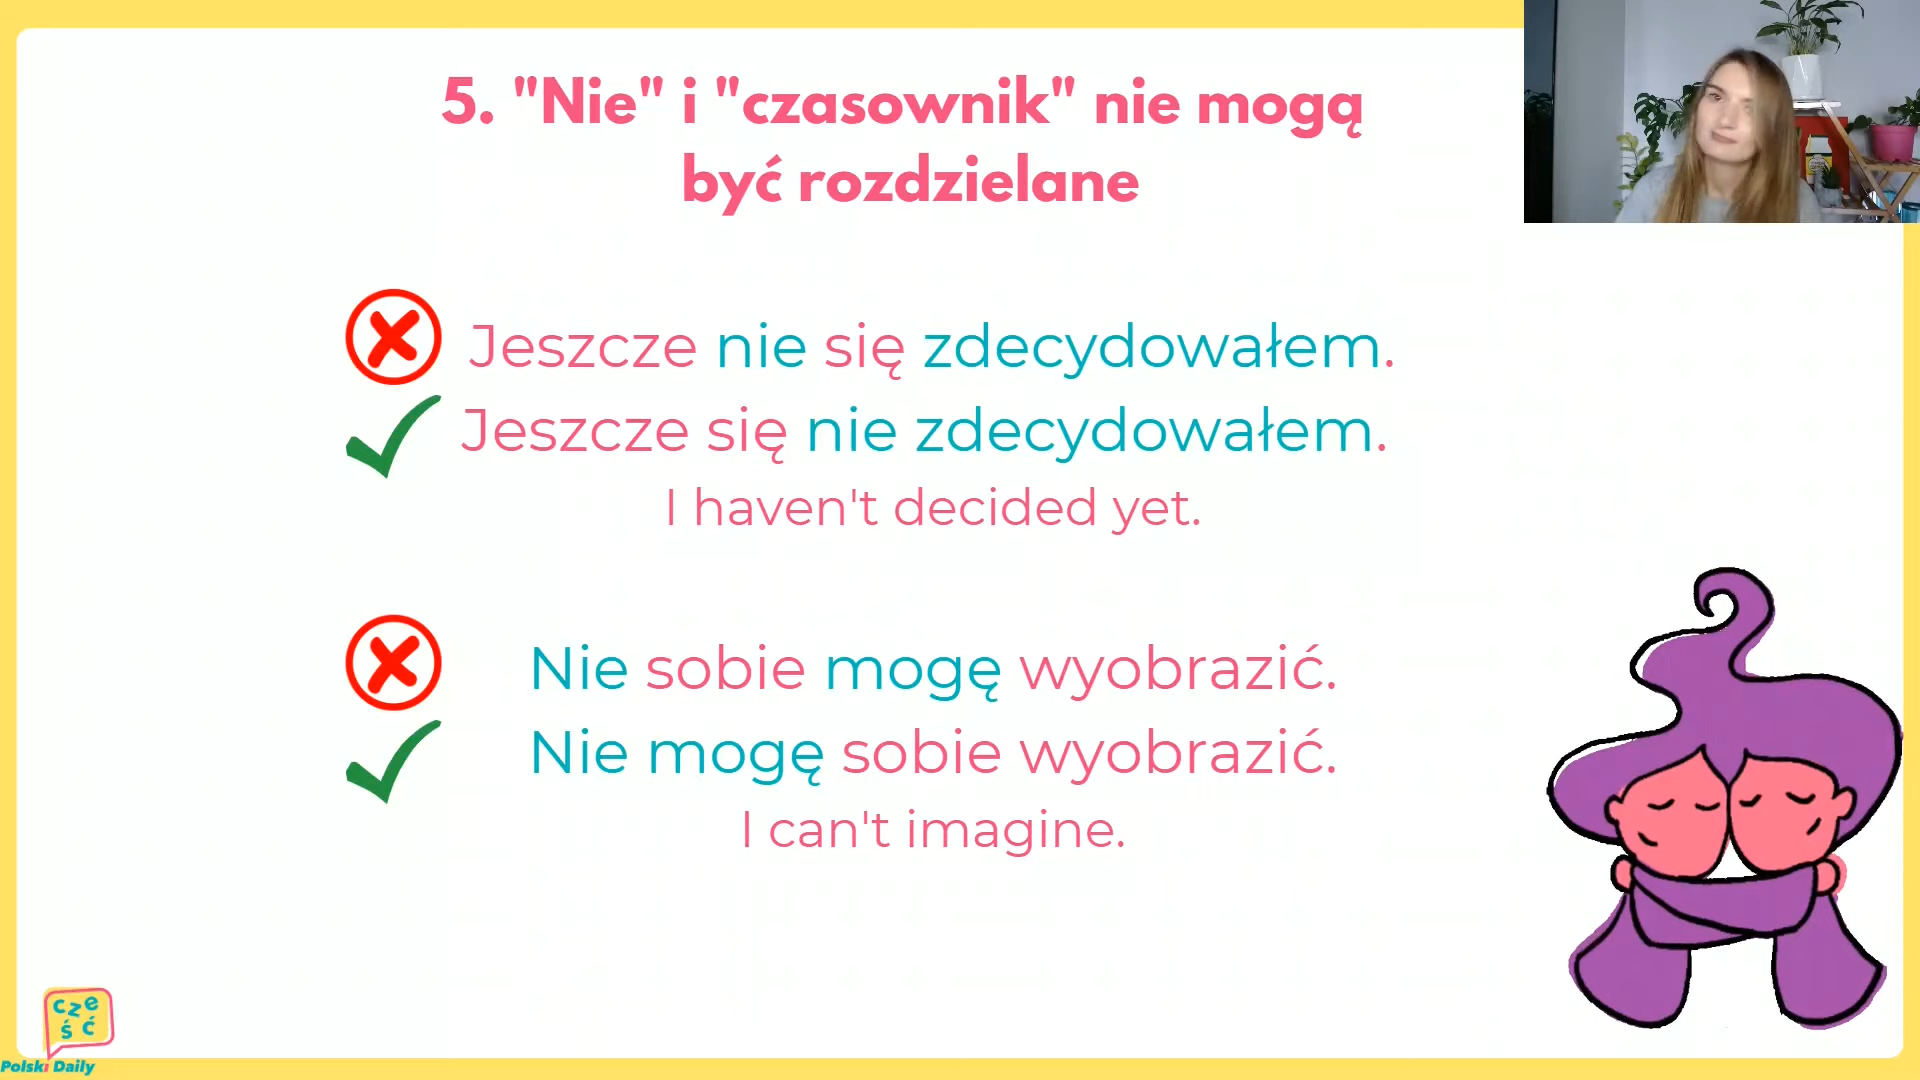 5. "Nie" i "czasownik" nie mogą
być rozdzielane
Jeszcze nie się zdecydowałem.
Jeszcze się nie zdecydowałem.
I haven't decided yet.
Nie sobie mogę wyobrazić.
Nie mogę sobie wyobrazić.
I can't imagine.
cze
ść
Polski Daily